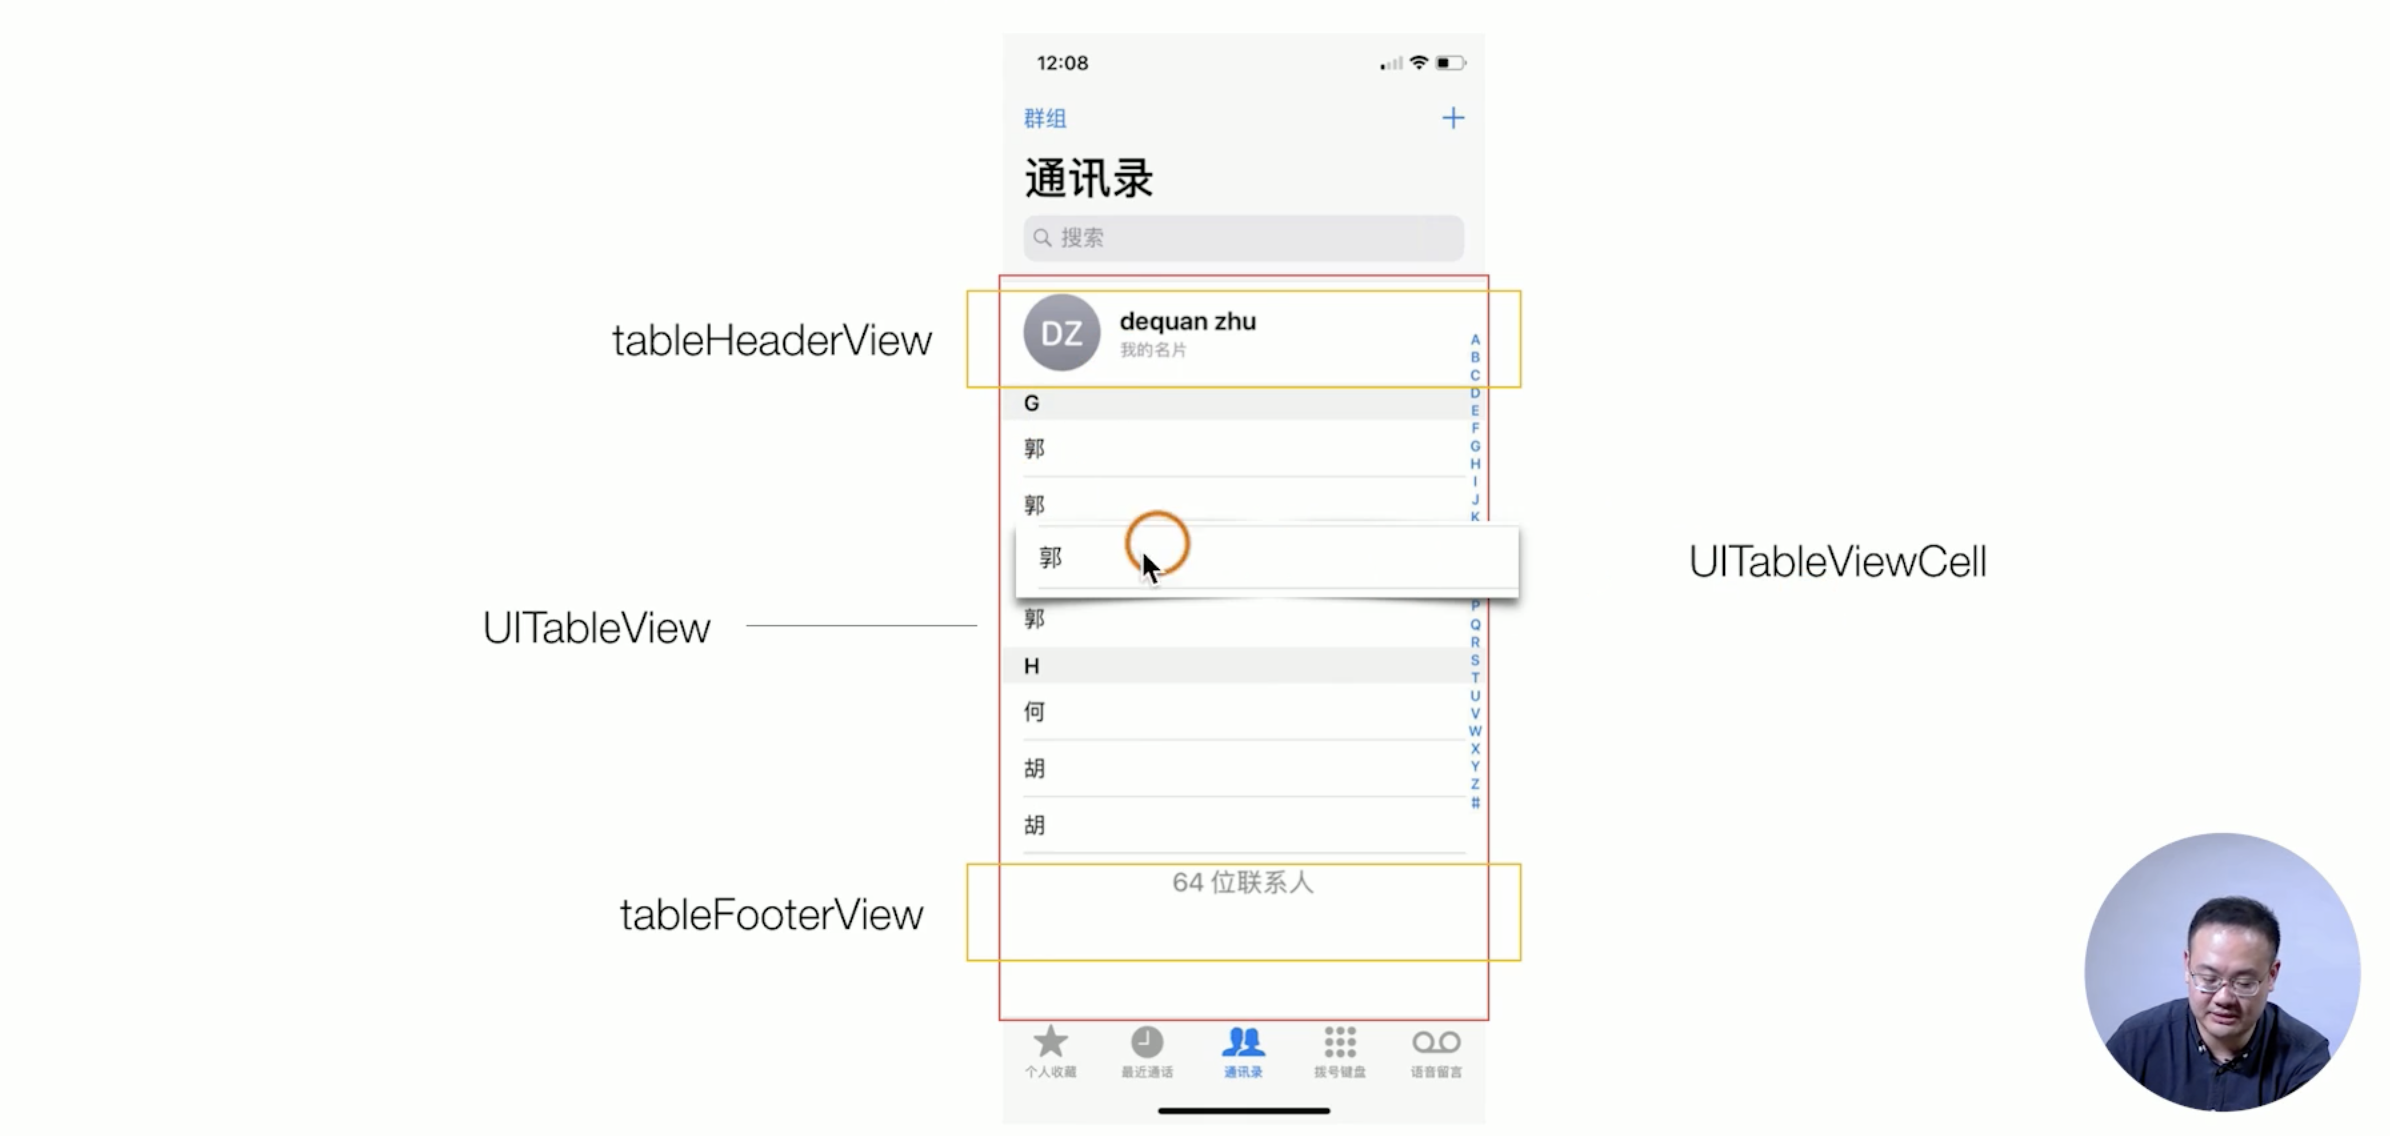 12:08
群组
通讯录
搜索
tableHeaderView
DZ
dequan zhu
我的名片
A
B
C
D
E
F
G
H
I
J
K
G
郭
郭
郭
UITableViewCell
UITableView
郭
P
Q
R
S
T
U
V
W
X
Y
Z
#
H
何
胡
胡
tableFooterView
64 位联系人
个人收藏
最近通话
通讯录
拨号键盘
语音留言